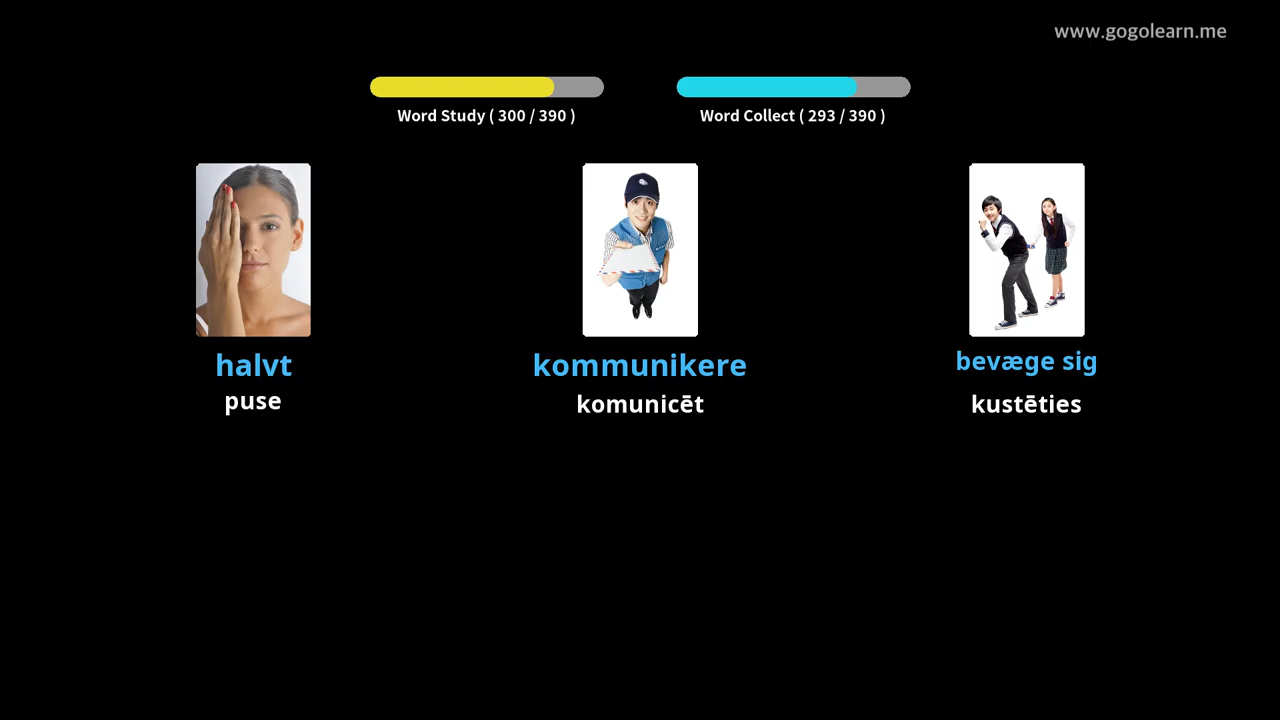 www.gogolearn.me
Word Study ( 300 / 390 )
Word Collect ( 293 / 390 )
halvt
puse
kommunikere
komunicēt
bevæge sig
kustēties